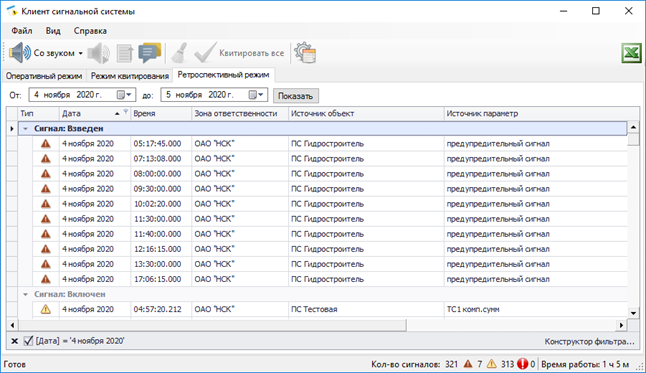 Клиент сигнальной системы
Файл Вид Справка
Со звуком Квитировать все
Оперативный режим Режим квитирования Ретроспективный режим
От: 4 ноября 2020 г. до: 5 ноября 2020 г. Показать
Тип Дата Время Зона ответственности Источник объект Источник параметр
Сигнал: Взведен
4 ноября 2020 05:17:45.000 ОАО "НСК" ПС Гидростроитель предупредительный сигнал
4 ноября 2020 07:13:08.000 ОАО "НСК" ПС Гидростроитель предупредительный сигнал
4 ноября 2020 08:00:00.000 ОАО "НСК" ПС Гидростроитель предупредительный сигнал
4 ноября 2020 09:30:00.000 ОАО "НСК" ПС Гидростроитель предупредительный сигнал
4 ноября 2020 10:02:20.000 ОАО "НСК" ПС Гидростроитель предупредительный сигнал
4 ноября 2020 11:30:00.000 ОАО "НСК" ПС Гидростроитель предупредительный сигнал
4 ноября 2020 11:40:00.000 ОАО "НСК" ПС Гидростроитель предупредительный сигнал
4 ноября 2020 12:16:15.000 ОАО "НСК" ПС Гидростроитель предупредительный сигнал
4 ноября 2020 13:30:00.000 ОАО "НСК" ПС Гидростроитель предупредительный сигнал
4 ноября 2020 17:06:15.000 ОАО "НСК" ПС Гидростроитель предупредительный сигнал
Сигнал: Включен
4 ноября 2020 04:57:20.212 ОАО "НСК" ПС Тестовая ТС1 комп.сумм
[Дата] = '4 ноября 2020' Конструктор фильтра...
Готов Кол-во сигналов: 321 7 313 0 Время работы: 1 ч 5 м